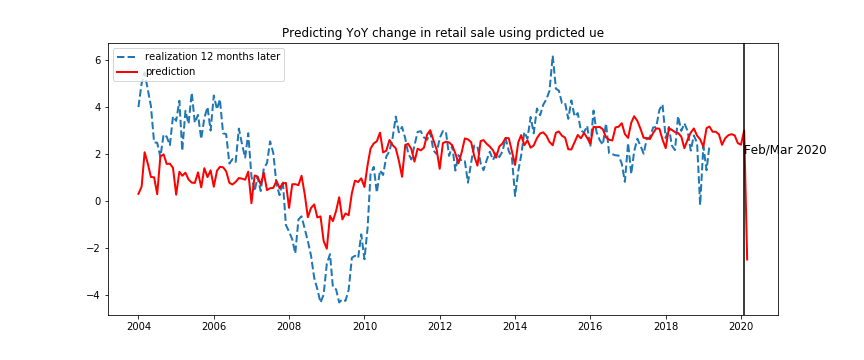 Predicting YoY change in retail sale using prdicted ue
realization 12 months later
prediction
6
4
2
0
−2
−4
Feb/Mar 2020
2004 2006 2008 2010 2012 2014 2016 2018 2020